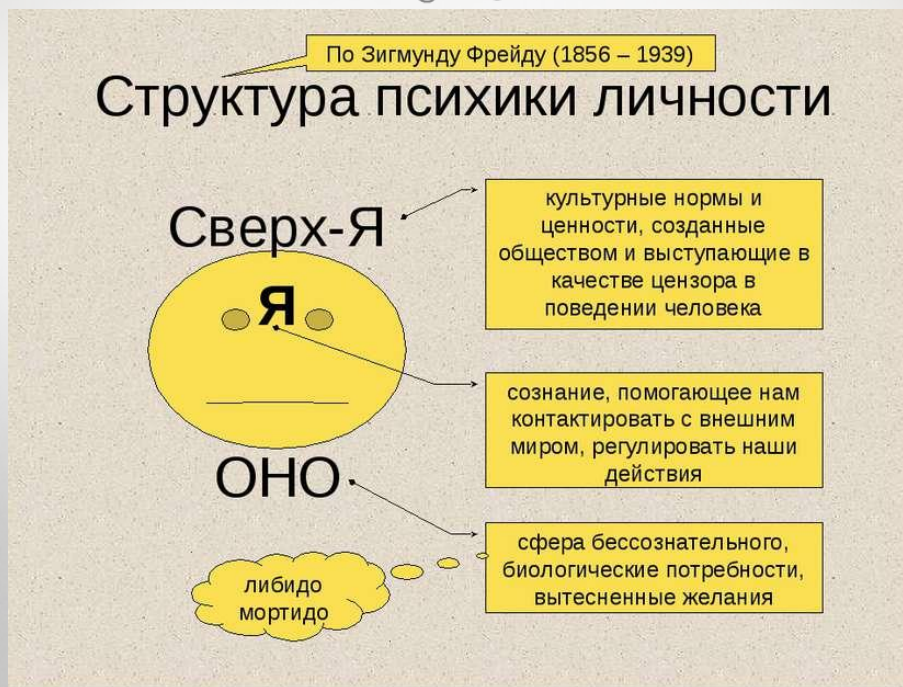 По Зигмунду Фрейду (1856 – 1939)
Структура психики личности
Сверх-Я
культурные нормы и
ценности, созданные
обществом и выступающие в
качестве цензора в
поведении человека
Я
сознание, помогающее нам
контактировать с внешним
миром, регулировать наши
действия
ОНО
сфера бессознательного,
биологические потребности,
вытесненные желания
либидо
мортидо